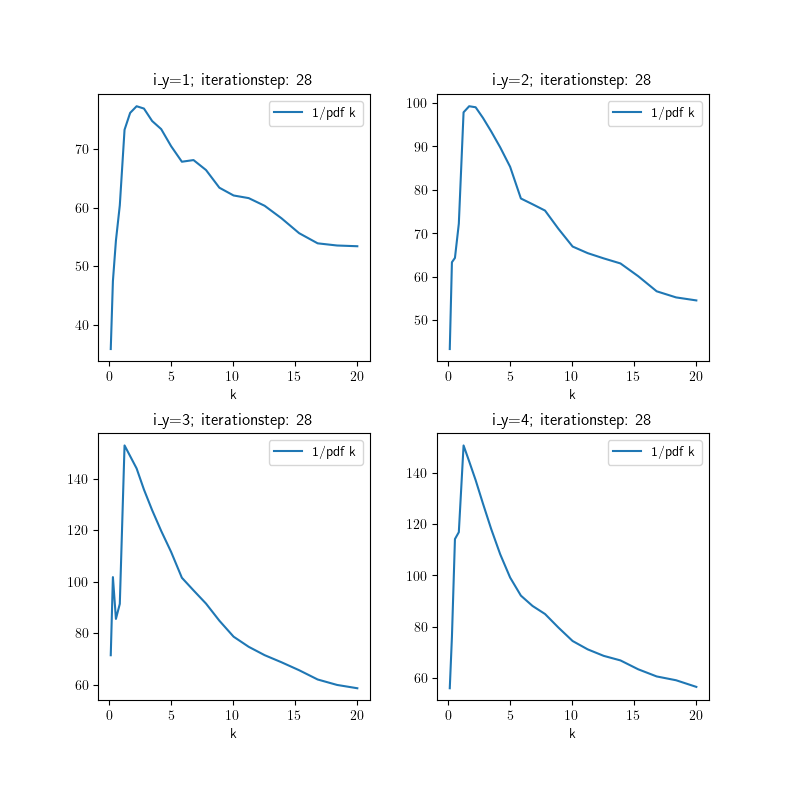 i_y=1; iterationstep: 28
1/pdf k
70
60
50
40
0 5 10 15 20
k
i_y=2; iterationstep: 28
1/pdf k
100
90
80
70
60
50
0 5 10 15 20
k
i_y=3; iterationstep: 28
1/pdf k
140
120
100
80
60
0 5 10 15 20
k
i_y=4; iterationstep: 28
1/pdf k
140
120
100
80
60
0 5 10 15 20
k